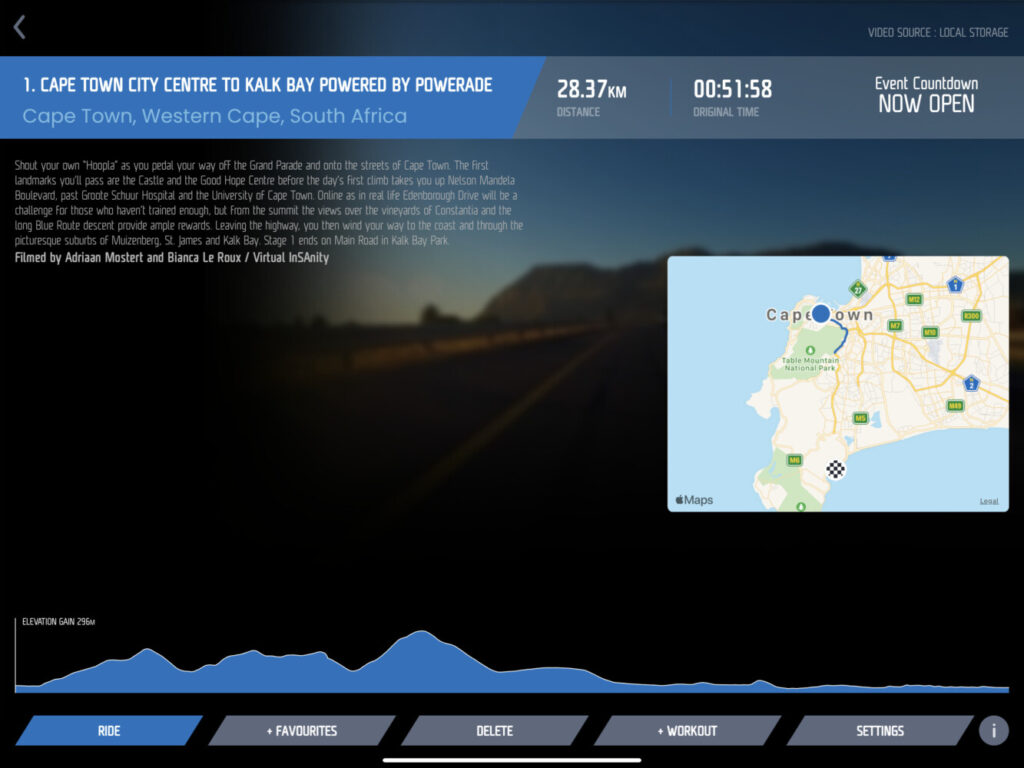 VIDEO SOURCE : LOCAL STORAGE
1. CAPE TOWN CITY CENTRE TO KALK BAY POWERED BY POWERADE
Cape Town, Western Cape, South Africa
28.37KM
DISTANCE
00:51:58
ORIGINAL TIME
Event Countdown
NOW OPEN
Shout your own "Hoopla" as you pedal your way off the Grand Parade and onto the streets of Cape Town. The first
landmarks you'll pass are the Castle and the Good Hope Centre before the day's first climb takes you up Nelson Mandela
Boulevard, past Groote Schuur Hospital and the University of Cape Town. Online as in real life Edenborough Drive will be a
challenge for those who haven't trained enough, but from the summit the views over the vineyards of Constantia and the
long Blue Route descent provide ample rewards. Leaving the highway, you then wind your way to the coast and through the
picturesque suburbs of Muizenberg, St. James and Kalk Bay. Stage 1 ends on Main Road in Kalk Bay Park.
Filmed by Adriaan Mostert and Bianca Le Roux / Virtual InSAnity
27
1
M12
Cape Town
R300
M7
M10
Table Mountain
National Park
2
M49
M5
M6
Maps
Legal
ELEVATION GAIN 296M
RIDE
+ FAVOURITES
DELETE
+ WORKOUT
SETTINGS
i